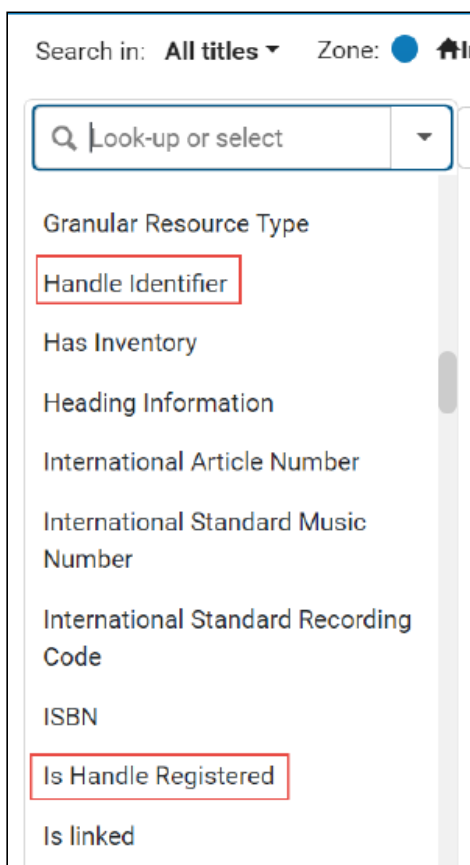 Search in: All titles Zone:
Look-up or select
Granular Resource Type
Handle Identifier
Has Inventory
Heading Information
International Article Number
International Standard Music
Number
International Standard Recording
Code
ISBN
Is Handle Registered
Is linked